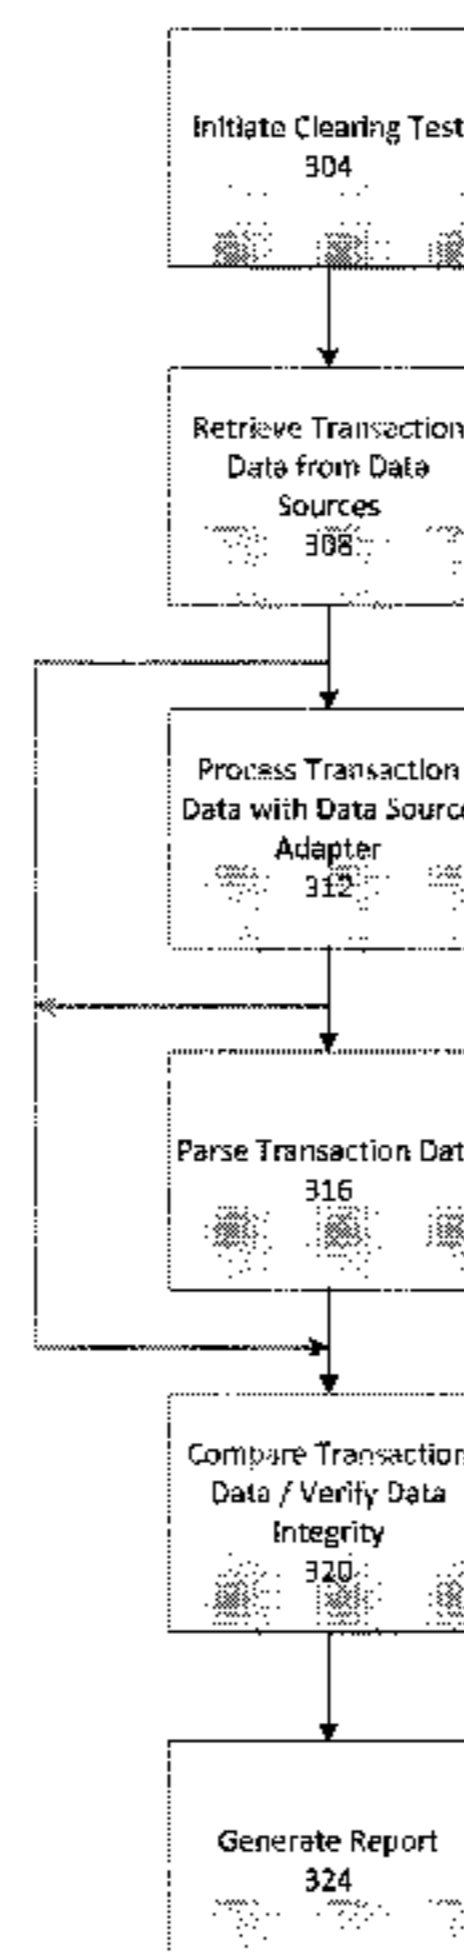 Initiate Clearing Test
304
Retrieve Transaction
Data from Data
Sources
308
Process Transaction
Data with Data Source
Adapter
312
Parse Transaction Dat
316
Compare Transaction
Data / Verify Data
Integrity
320
Generate Report
324